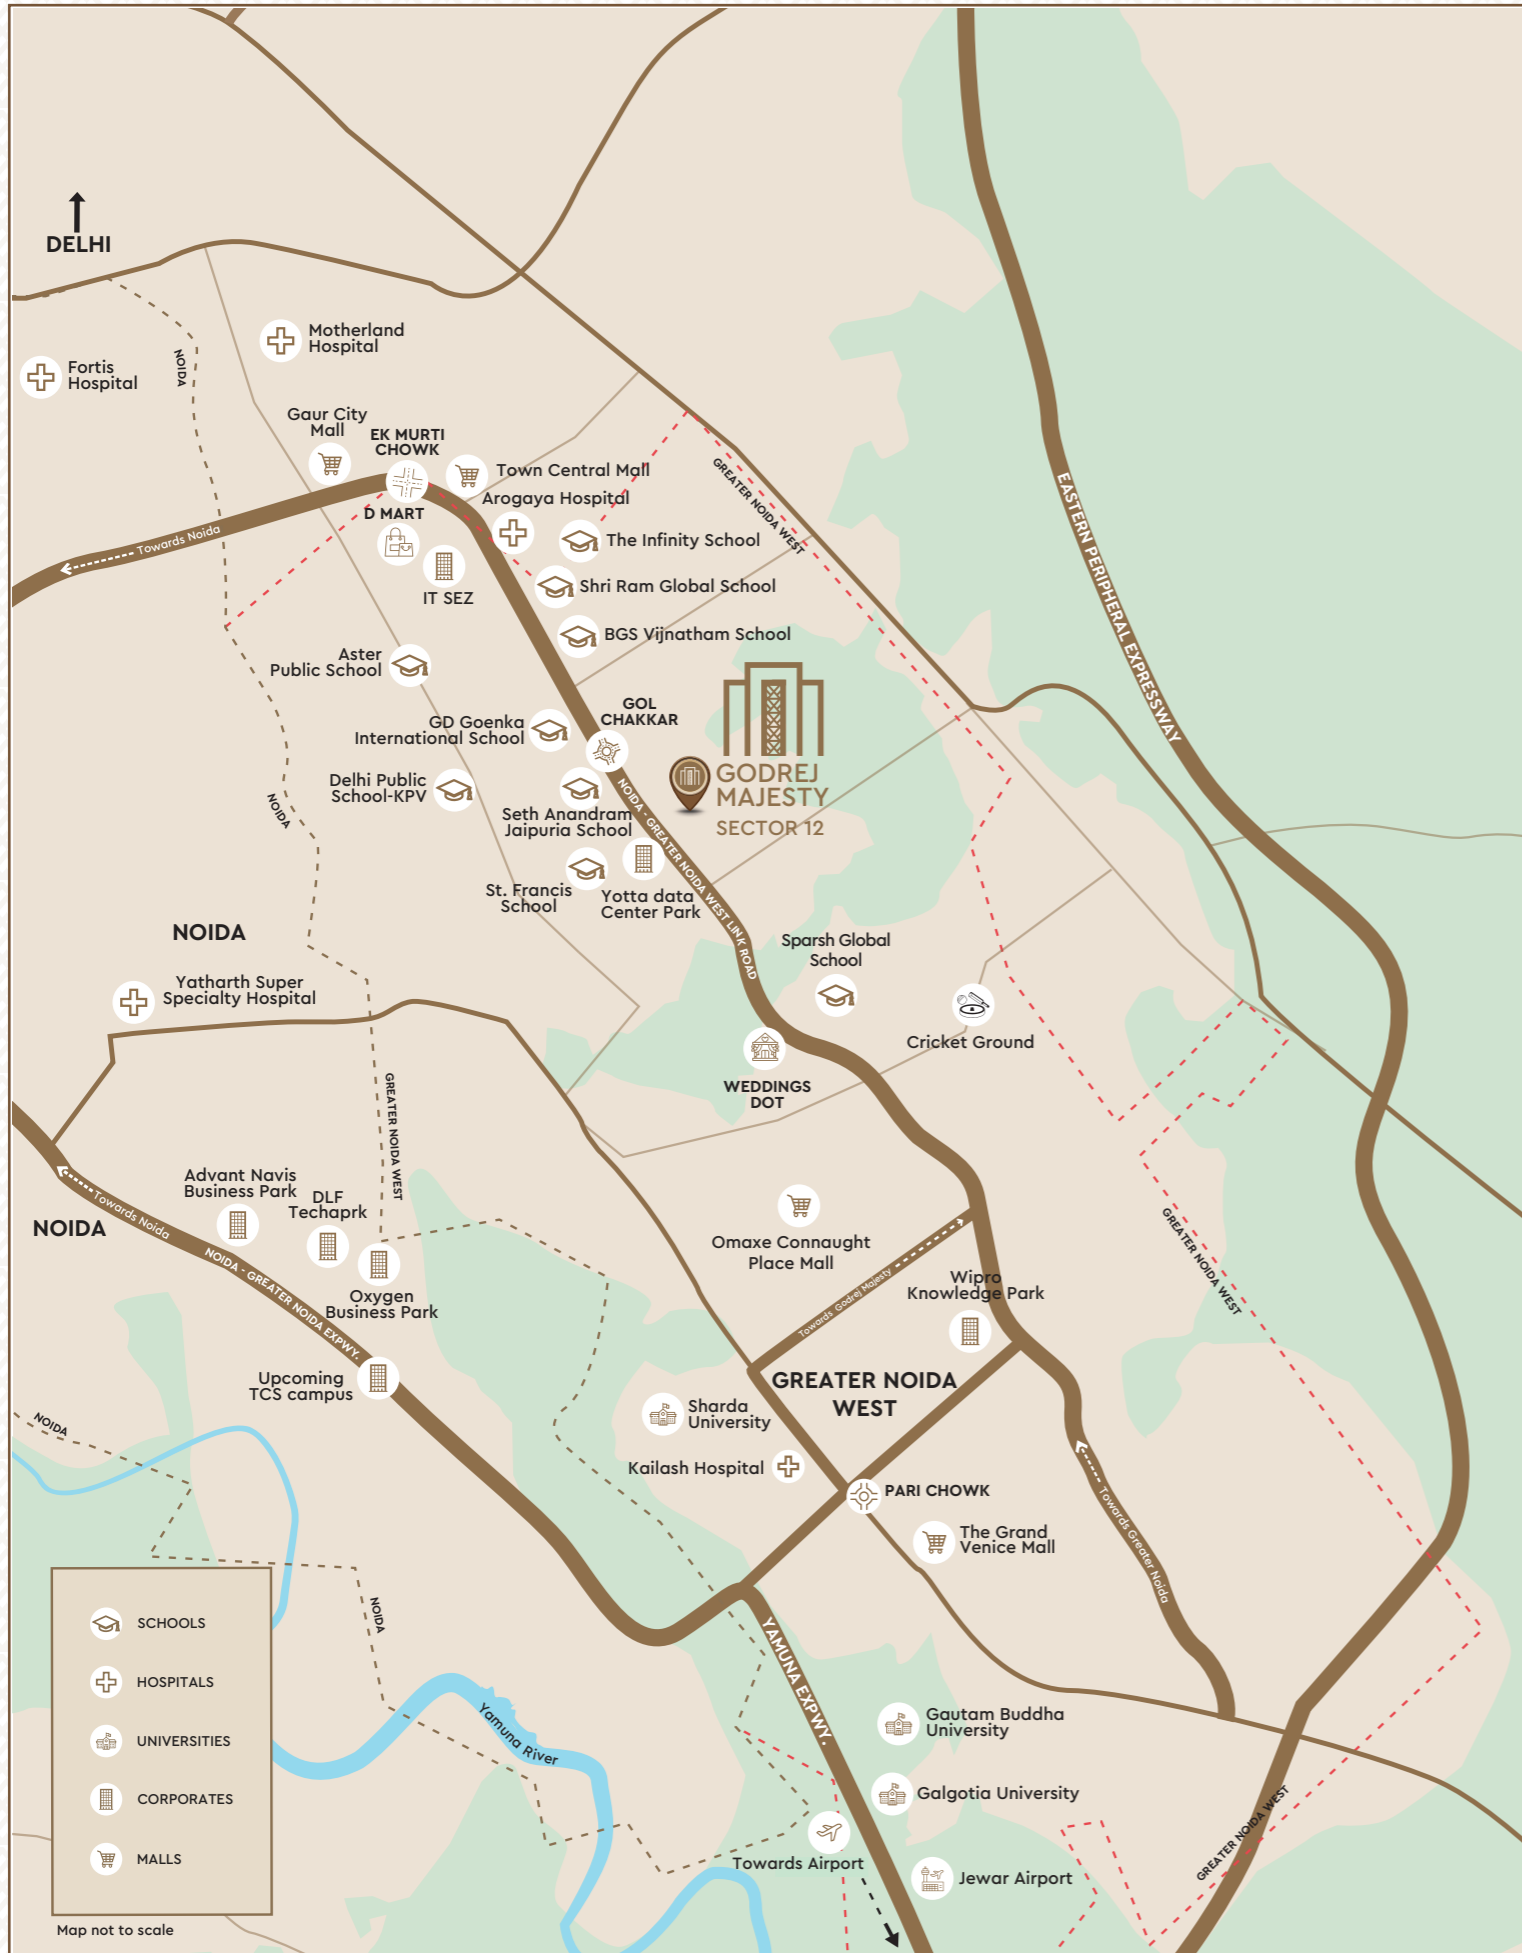 DELHI
Motherland
Hospital
Fortis
Hospital
NOIDA
Gaur City
Mall
EK MURTI
CHOWK
Town Central Mall
Arogaya Hospital
GREATER NOIDA WEST
D MART
Towards Noida
IT SEZ
The Infinity School
Shri Ram Global School
BGS Vijnatham School
EASTERN PERIPHERAL EXPRESSWAY
Aster
Public School
GOL
CHAKKAR
GD Goenka
International School
Delhi Public
School-KPV
NOIDA
GODREJ
MAJESTY
SECTOR 12
Seth Anandram
Jaipuria School
NOIDA - GREATER NOIDA WEST LINK ROAD
St. Francis
School
Yotta data
Center Park
NOIDA
Sparsh Global
School
Yatharth Super
Specialty Hospital
Cricket Ground
WEDDINGS
DOT
GREATER NOIDA WEST
Advant Navis
Business Park
DLF
Techaprk
Towards Noida
NOIDA
NOIDA - GREATER NOIDA EXPWY.
Oxygen
Business Park
Omaxe Connaught
Place Mall
Towards Godrej Majesty
Wipro
Knowledge Park
GREATER NOIDA WEST
Upcoming
TCS campus
GREATER NOIDA
WEST
Sharda
University
NOIDA
Kailash Hospital
PARI CHOWK
The Grand
Venice Mall
Towards Greater Noida
NOIDA
YAMUNA EXPWY.
SCHOOLS
HOSPITALS
UNIVERSITIES
CORPORATES
MALLS
Yamuna River
Gautam Buddha
University
Galgotia University
GREATER NOIDA WEST
Towards Airport
Jewar Airport
Map not to scale